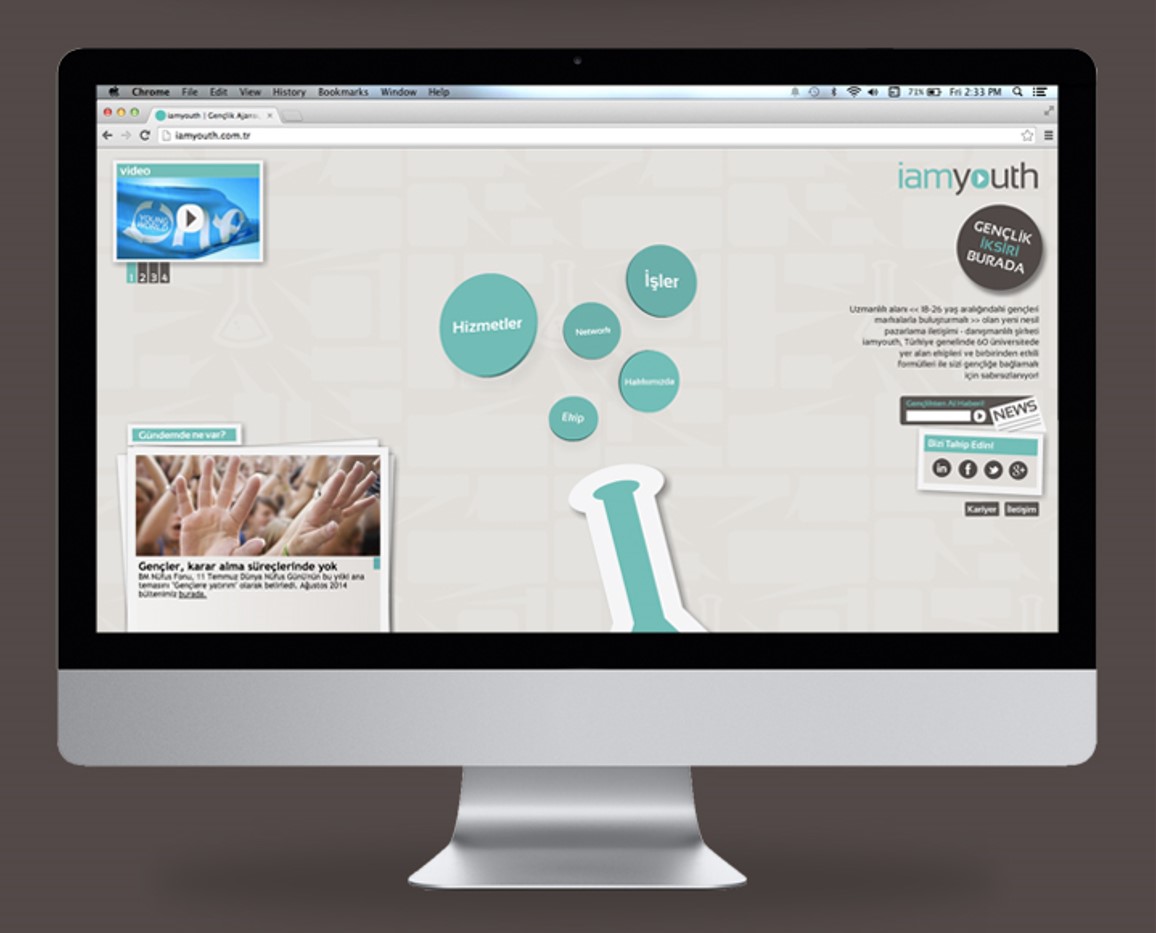 Chrome File Edit View History Bookmarks Window Help
71% Fri 2:33 PM
iamyouth | Gençlik Ajans
iamyouth.com.tr
video
YOUNG WORLD
1 2 3 4
iamyouth
GENÇLİK
İKSİRİ
BURADA
Hizmetler
İşler
Network
Hakkımızda
Ekip
Uzmanlık alanı << 18-26 yaş aralığındaki gençleri
markalarla buluşturmak >> olan yeni nesil
pazarlama iletişimi - danışmanlık şirketi
iamyouth, Türkiye genelinde 60 üniversitede
yer alan ekipleri ve birbirinden etkili
formülleri ile sizi gençliğe bağlamak
için sabırsızlanıyor!
Gençlikten Al Haberi!
NEWS
Bizi Takip Edin!
in f g+
Kariyer İletişim
Gündemde ne var?
Gençler, karar alma süreçlerinde yok
BM Nüfus Fonu, 11 Temmuz Dünya Nüfus Günü'nün bu yılki ana
temasını "Gençlere yatırım" olarak belirledi. Ağustos 2014
bültenimiz burada.